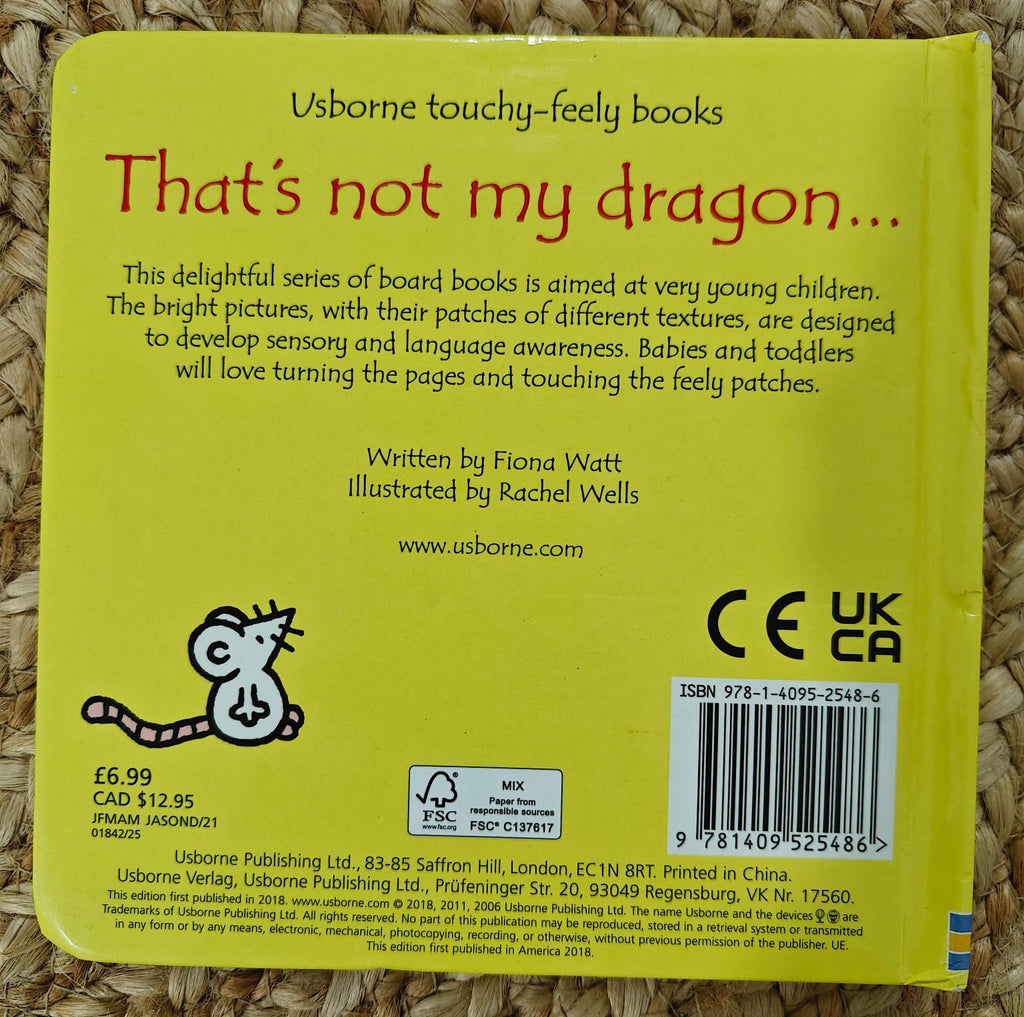 Usborne touchy-feely books
That's not my dragon...
This delightful series of board books is aimed at very young children.
The bright pictures, with their patches of different textures, are designed
to develop sensory and language awareness. Babies and toddlers
will love turning the pages and touching the feely patches.
Written by Fiona Watt
Illustrated by Rachel Wells
www.usborne.com
CE
UK
CA
ISBN 978-1-4095-2548-6
9 781409 525486 >
£6.99
CAD $12.95
JFMAM JASOND/21
01842/25
FSC
www.fsc.org
MIX
Paper from
responsible sources
FSC® C137617
Usborne Publishing Ltd., 83-85 Saffron Hill, London, EC1N 8RT. Printed in China.
Usborne Verlag, Usborne Publishing Ltd., Prüfeninger Str. 20, 93049 Regensburg, VK Nr. 17560.
This edition first published in 2018. www.usborne.com © 2018, 2011, 2006 Usborne Publishing Ltd. The name Usborne and the devices are
Trademarks of Usborne Publishing Ltd. All rights reserved. No part of this publication may be reproduced, stored in a retrieval system or transmitted
in any form or by any means, electronic, mechanical, photocopying, recording, or otherwise, without previous permission of the publisher. UE.
This edition first published in America 2018.